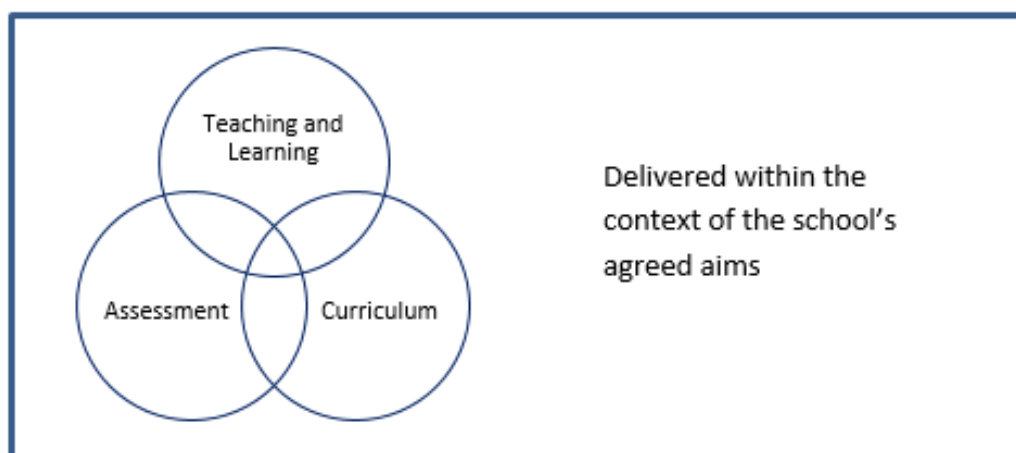 Teaching and
Learning
Assessment
Curriculum
Delivered within the
context of the school’s
agreed aims